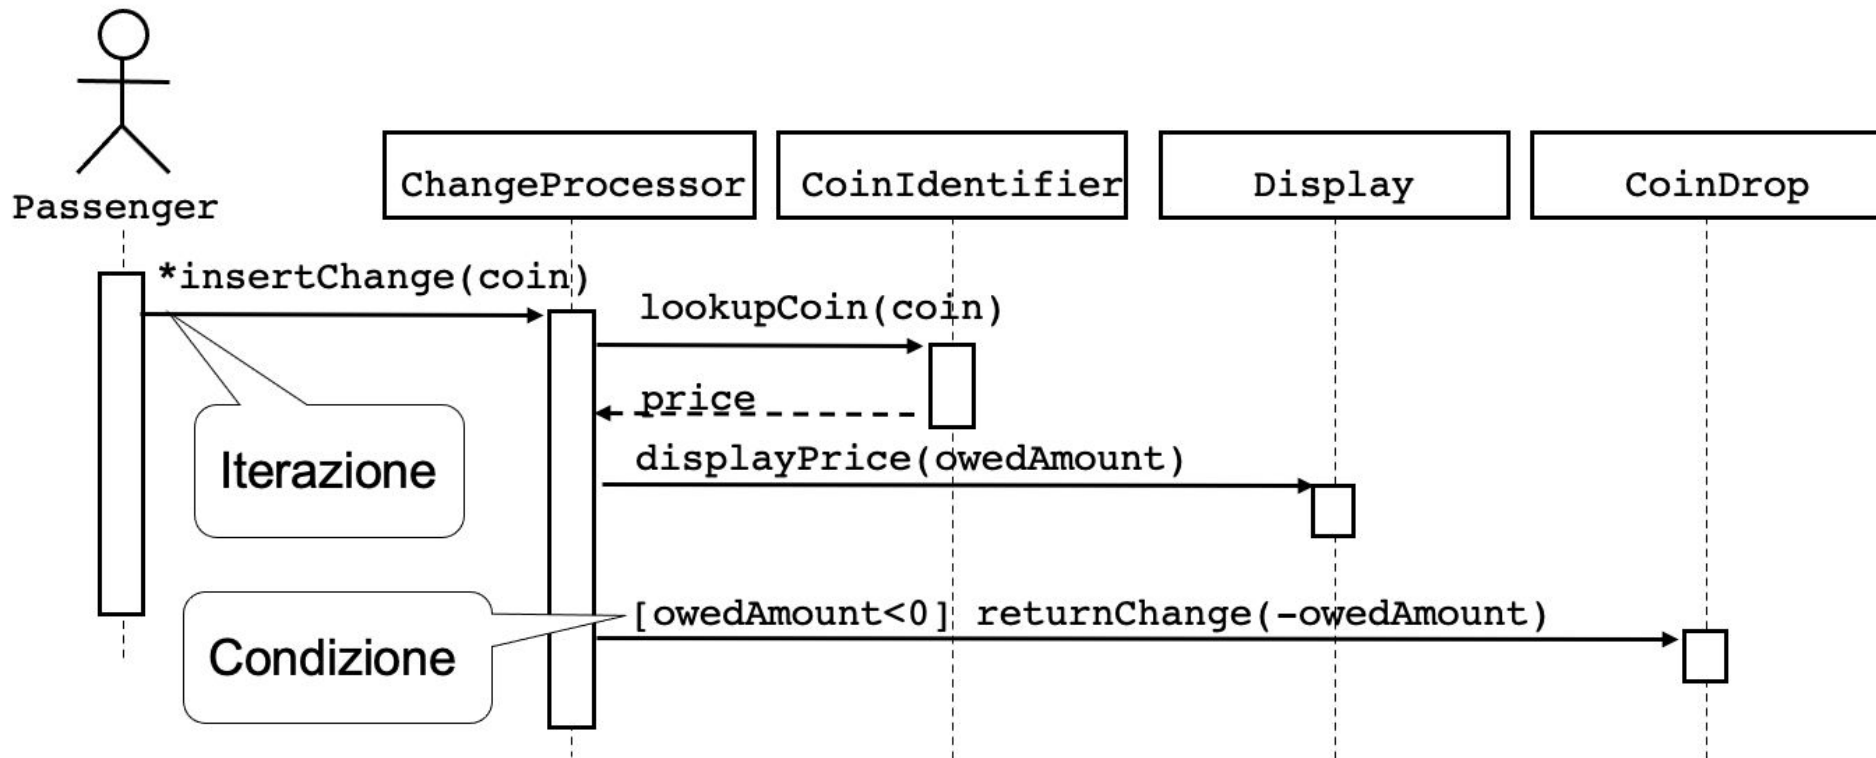 Passenger
ChangeProcessor
CoinIdentifier
Display
CoinDrop
*insertChange(coin)
lookupCoin(coin)
price
displayPrice(owedAmount)
Iterazione
[owedAmount<0] returnChange(-owedAmount)
Condizione